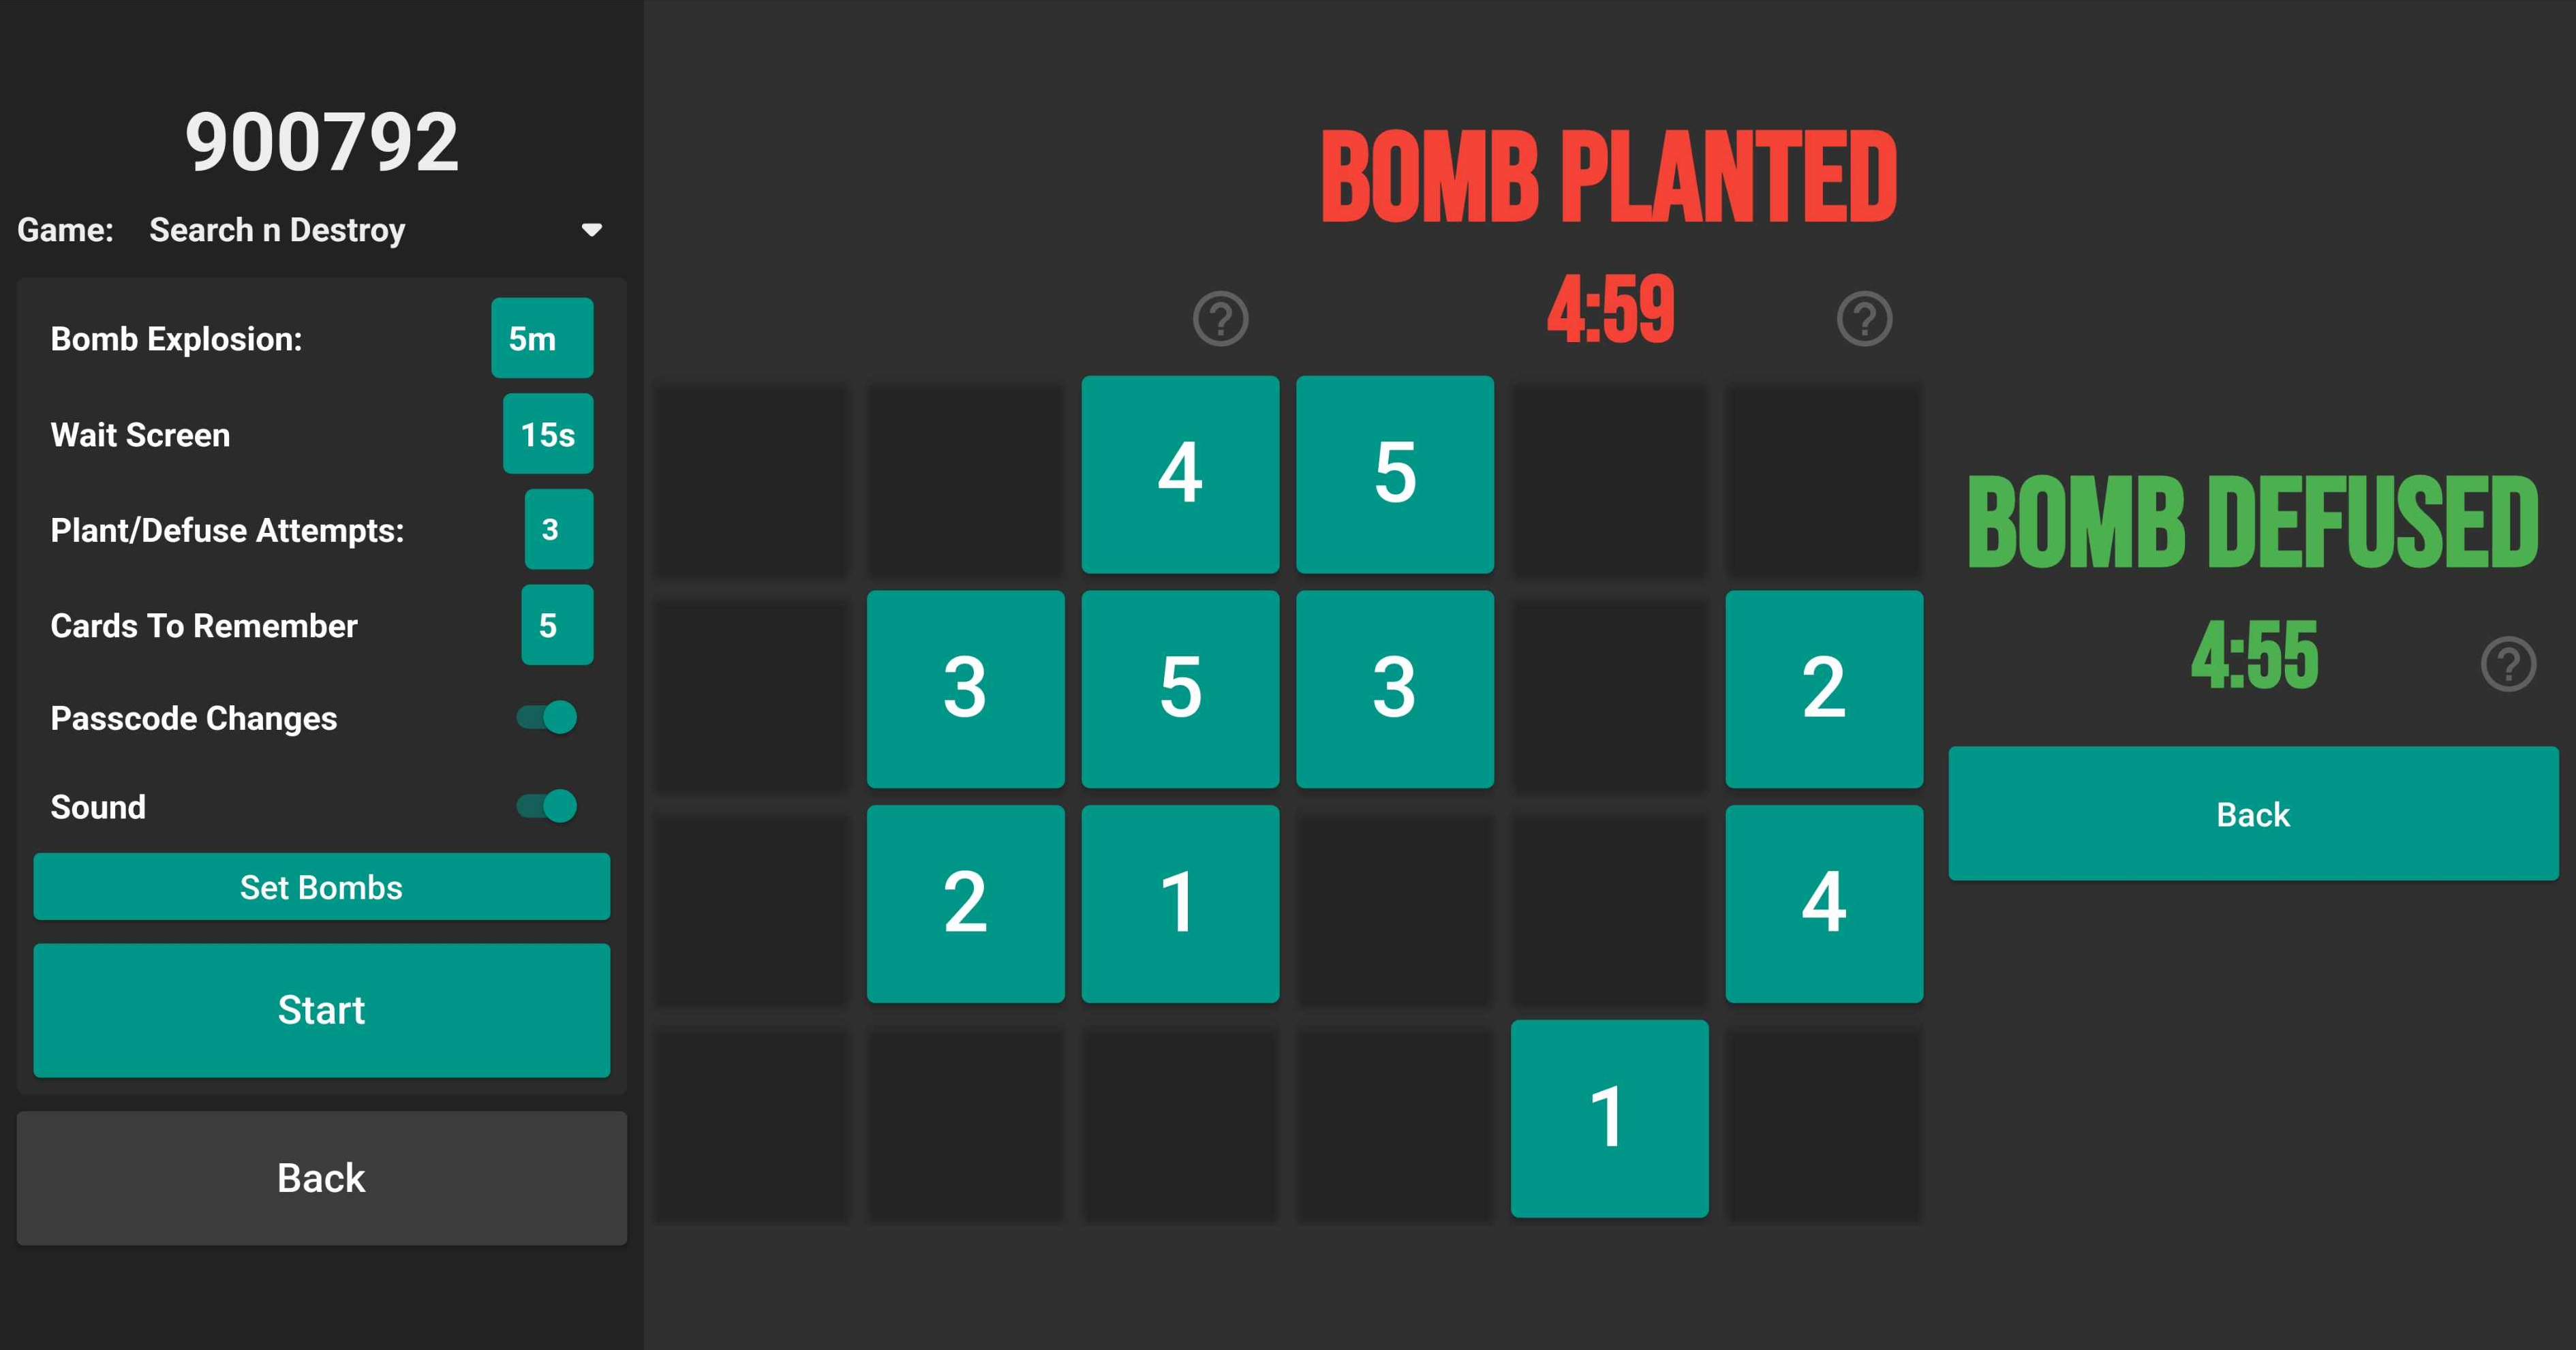 900792
Game: Search n Destroy
Bomb Explosion: 5m
Wait Screen 15s
Plant/Defuse Attempts: 3
Cards To Remember 5
Passcode Changes
Sound
Set Bombs
Start
Back
?
4 5
3 5 3
2 1
BOMB PLANTED
4:59
?
2
4
1
BOMB DEFUSED
4:55
?
Back